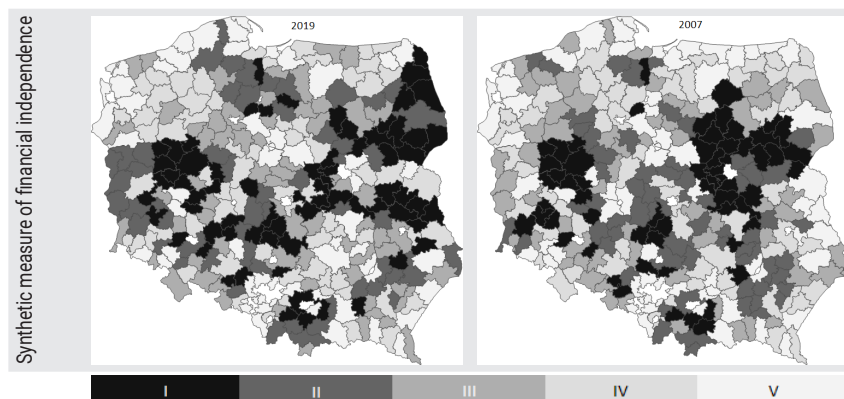 Synthetic measure of financial independence
2019
2007
I
II
III
IV
V